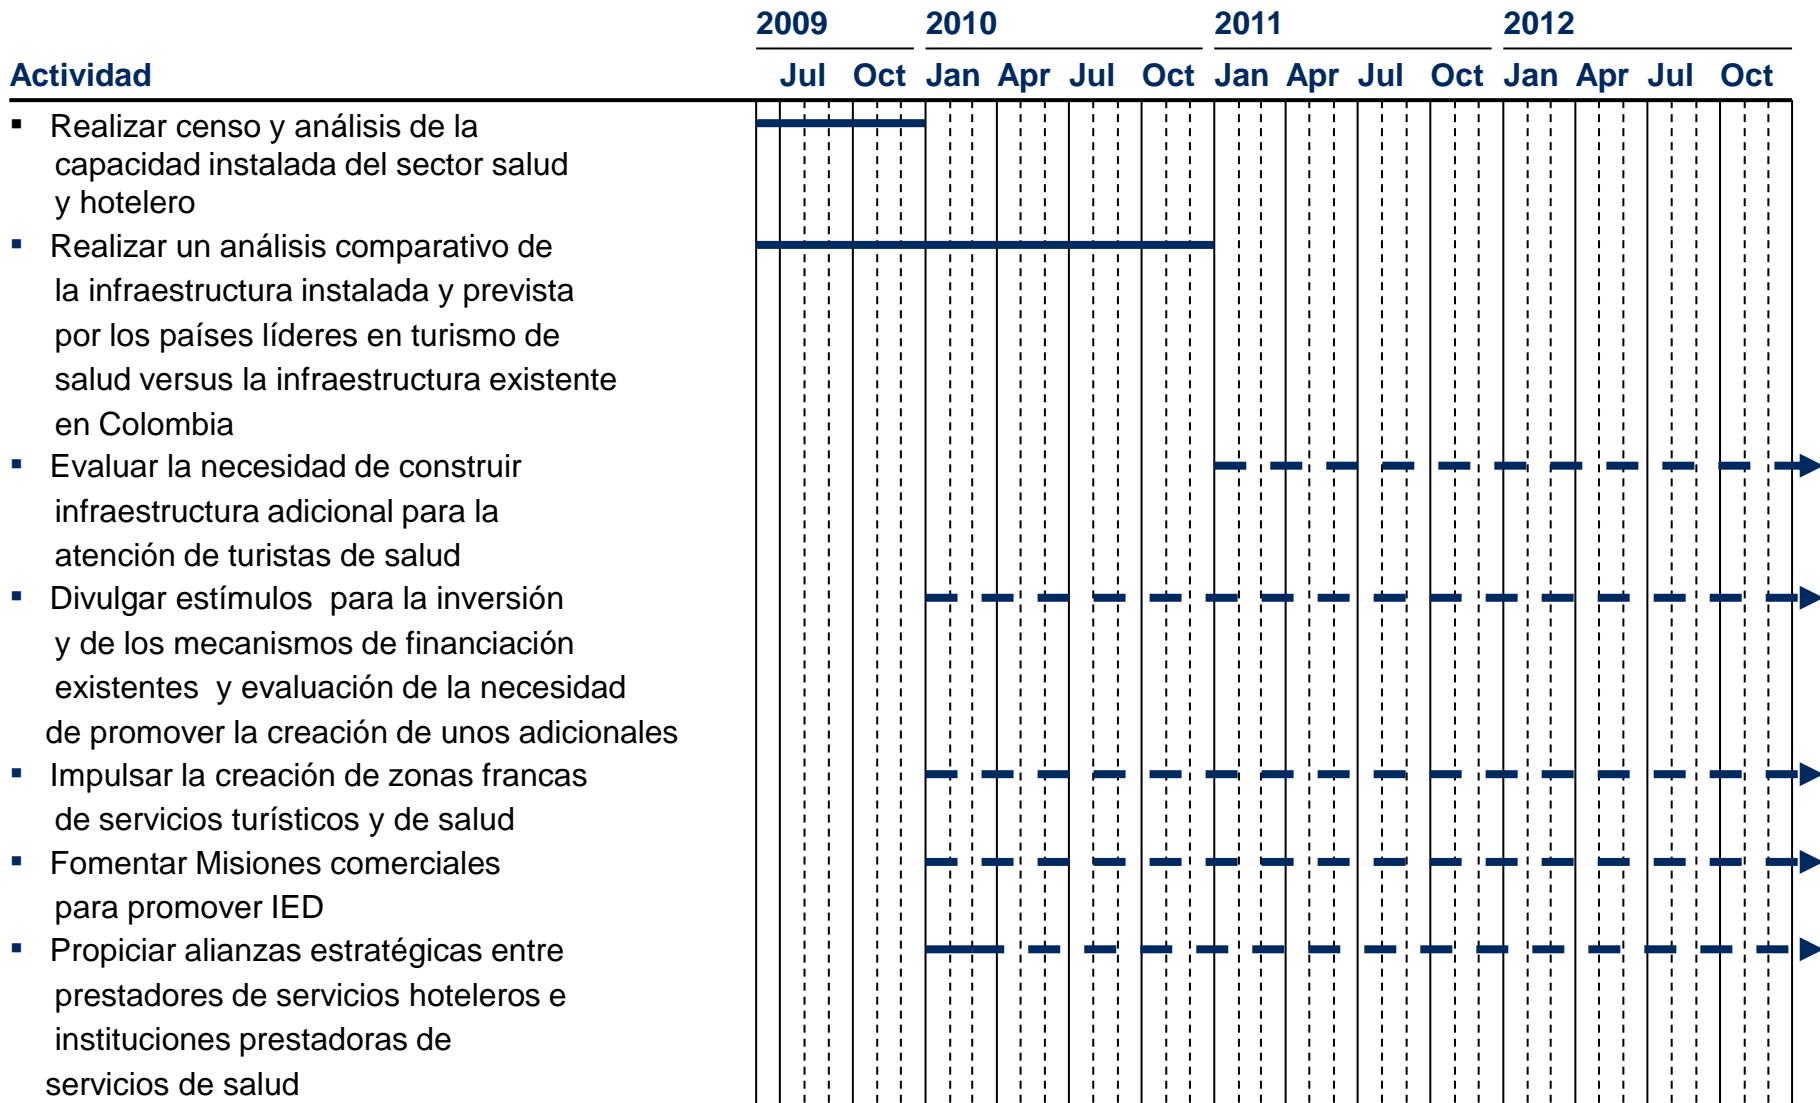 2009 2010 2011 2012
Actividad Jul Oct Jan Apr Jul Oct Jan Apr Jul Oct Jan Apr Jul Oct
▪ Realizar censo y análisis de la
capacidad instalada del sector salud
y hotelero
▪ Realizar un análisis comparativo de
la infraestructura instalada y prevista
por los países líderes en turismo de
salud versus la infraestructura existente
en Colombia
▪ Evaluar la necesidad de construir
infraestructura adicional para la
atención de turistas de salud
▪ Divulgar estímulos para la inversión
y de los mecanismos de financiación
existentes y evaluación de la necesidad
de promover la creación de unos adicionales
▪ Impulsar la creación de zonas francas
de servicios turísticos y de salud
▪ Fomentar Misiones comerciales
para promover IED
▪ Propiciar alianzas estratégicas entre
prestadores de servicios hoteleros e
instituciones prestadoras de
servicios de salud